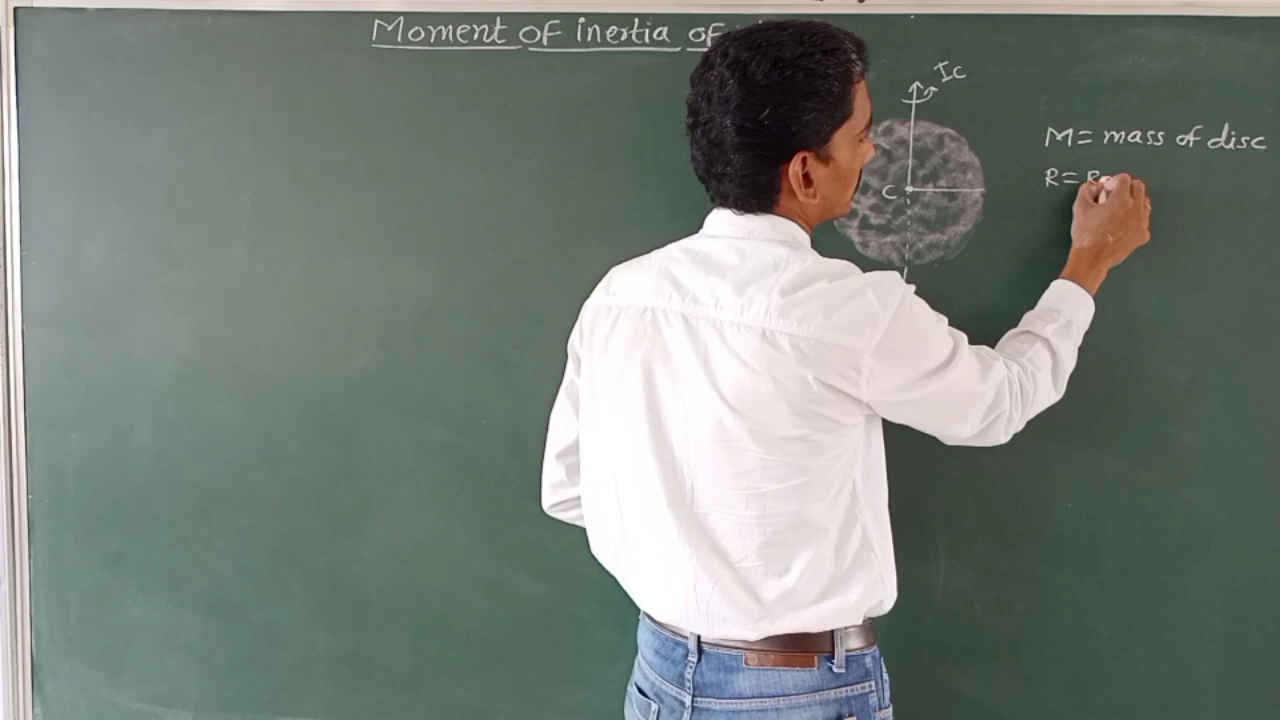 Moment of inertia of
Ic
M = mass of disc
C
R = R